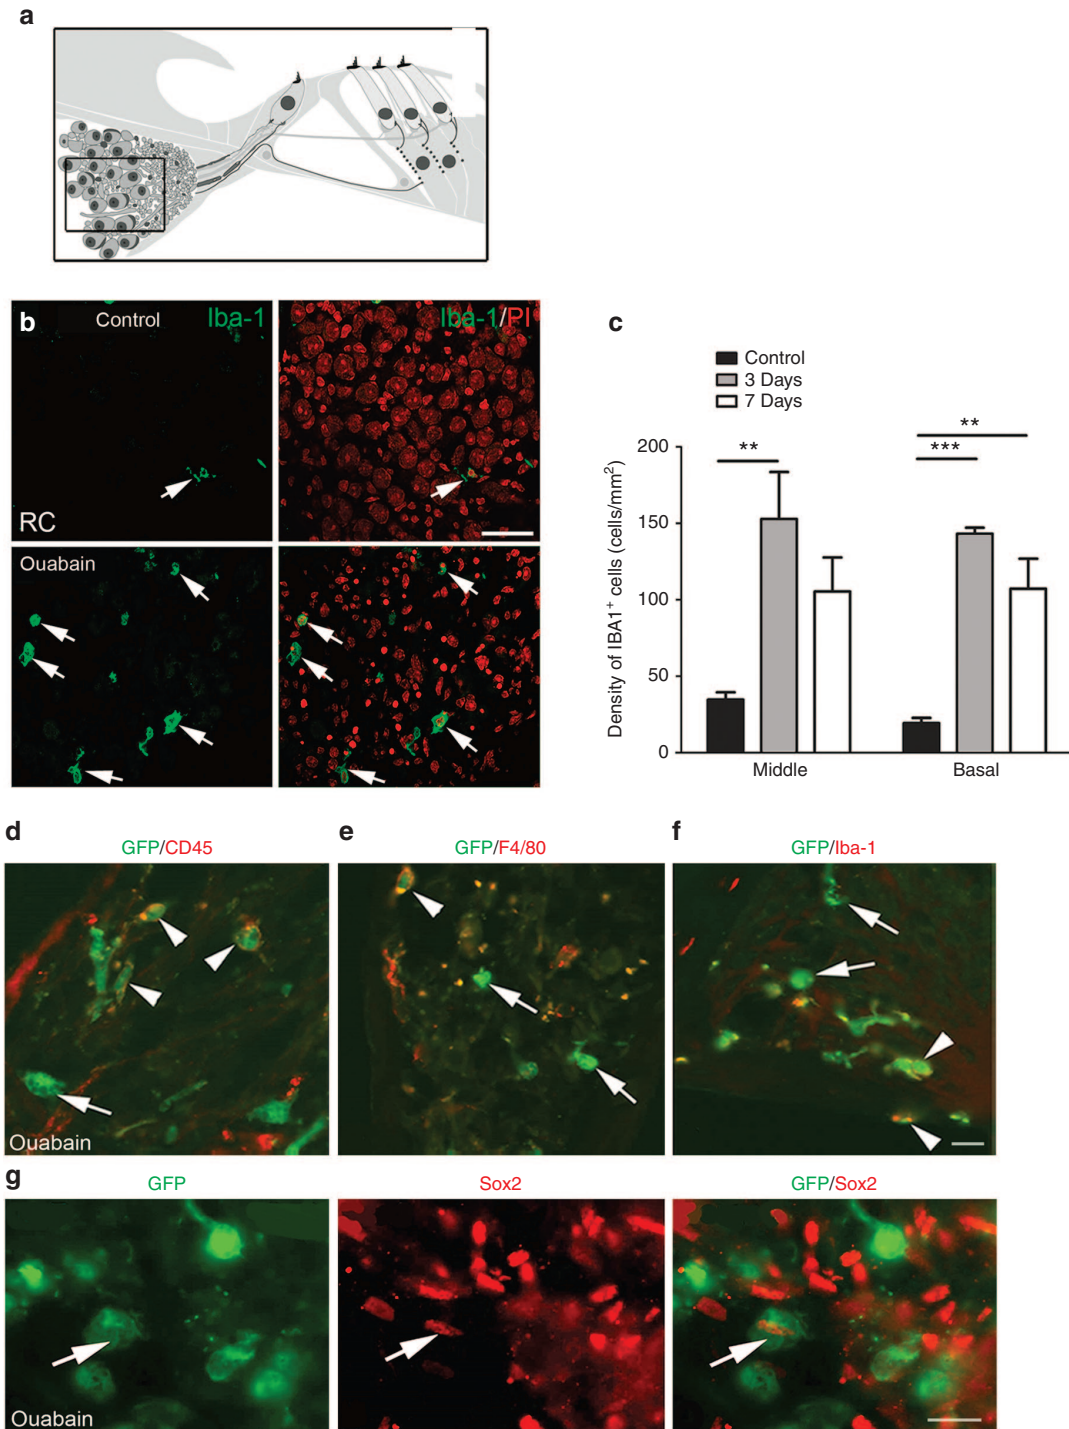 a
b
Control
Iba-1
Iba-1/PI
RC
Ouabain
c
Control
3 Days
7 Days
Density of IBA1+ cells (cells/mm2)
200
150
100
50
0
**
***
**
Middle
Basal
d
GFP/CD45
e
GFP/F4/80
f
GFP/Iba-1
Ouabain
g
GFP
Sox2
GFP/Sox2
Ouabain